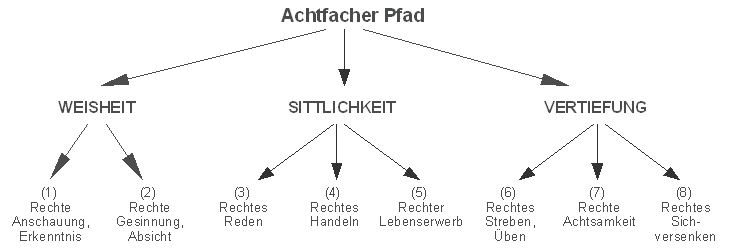 Achtfacher Pfad
WEISHEIT
SITTLICHKEIT
VERTIEFUNG
(1)
Rechte
Anschauung,
Erkenntnis
(2)
Rechte
Gesinnung,
Absicht
(3)
Rechtes
Reden
(4)
Rechtes
Handeln
(5)
Rechter
Lebenserwerb
(6)
Rechtes
Streben,
Üben
(7)
Rechte
Achtsamkeit
(8)
Rechtes
Sich-
versenken